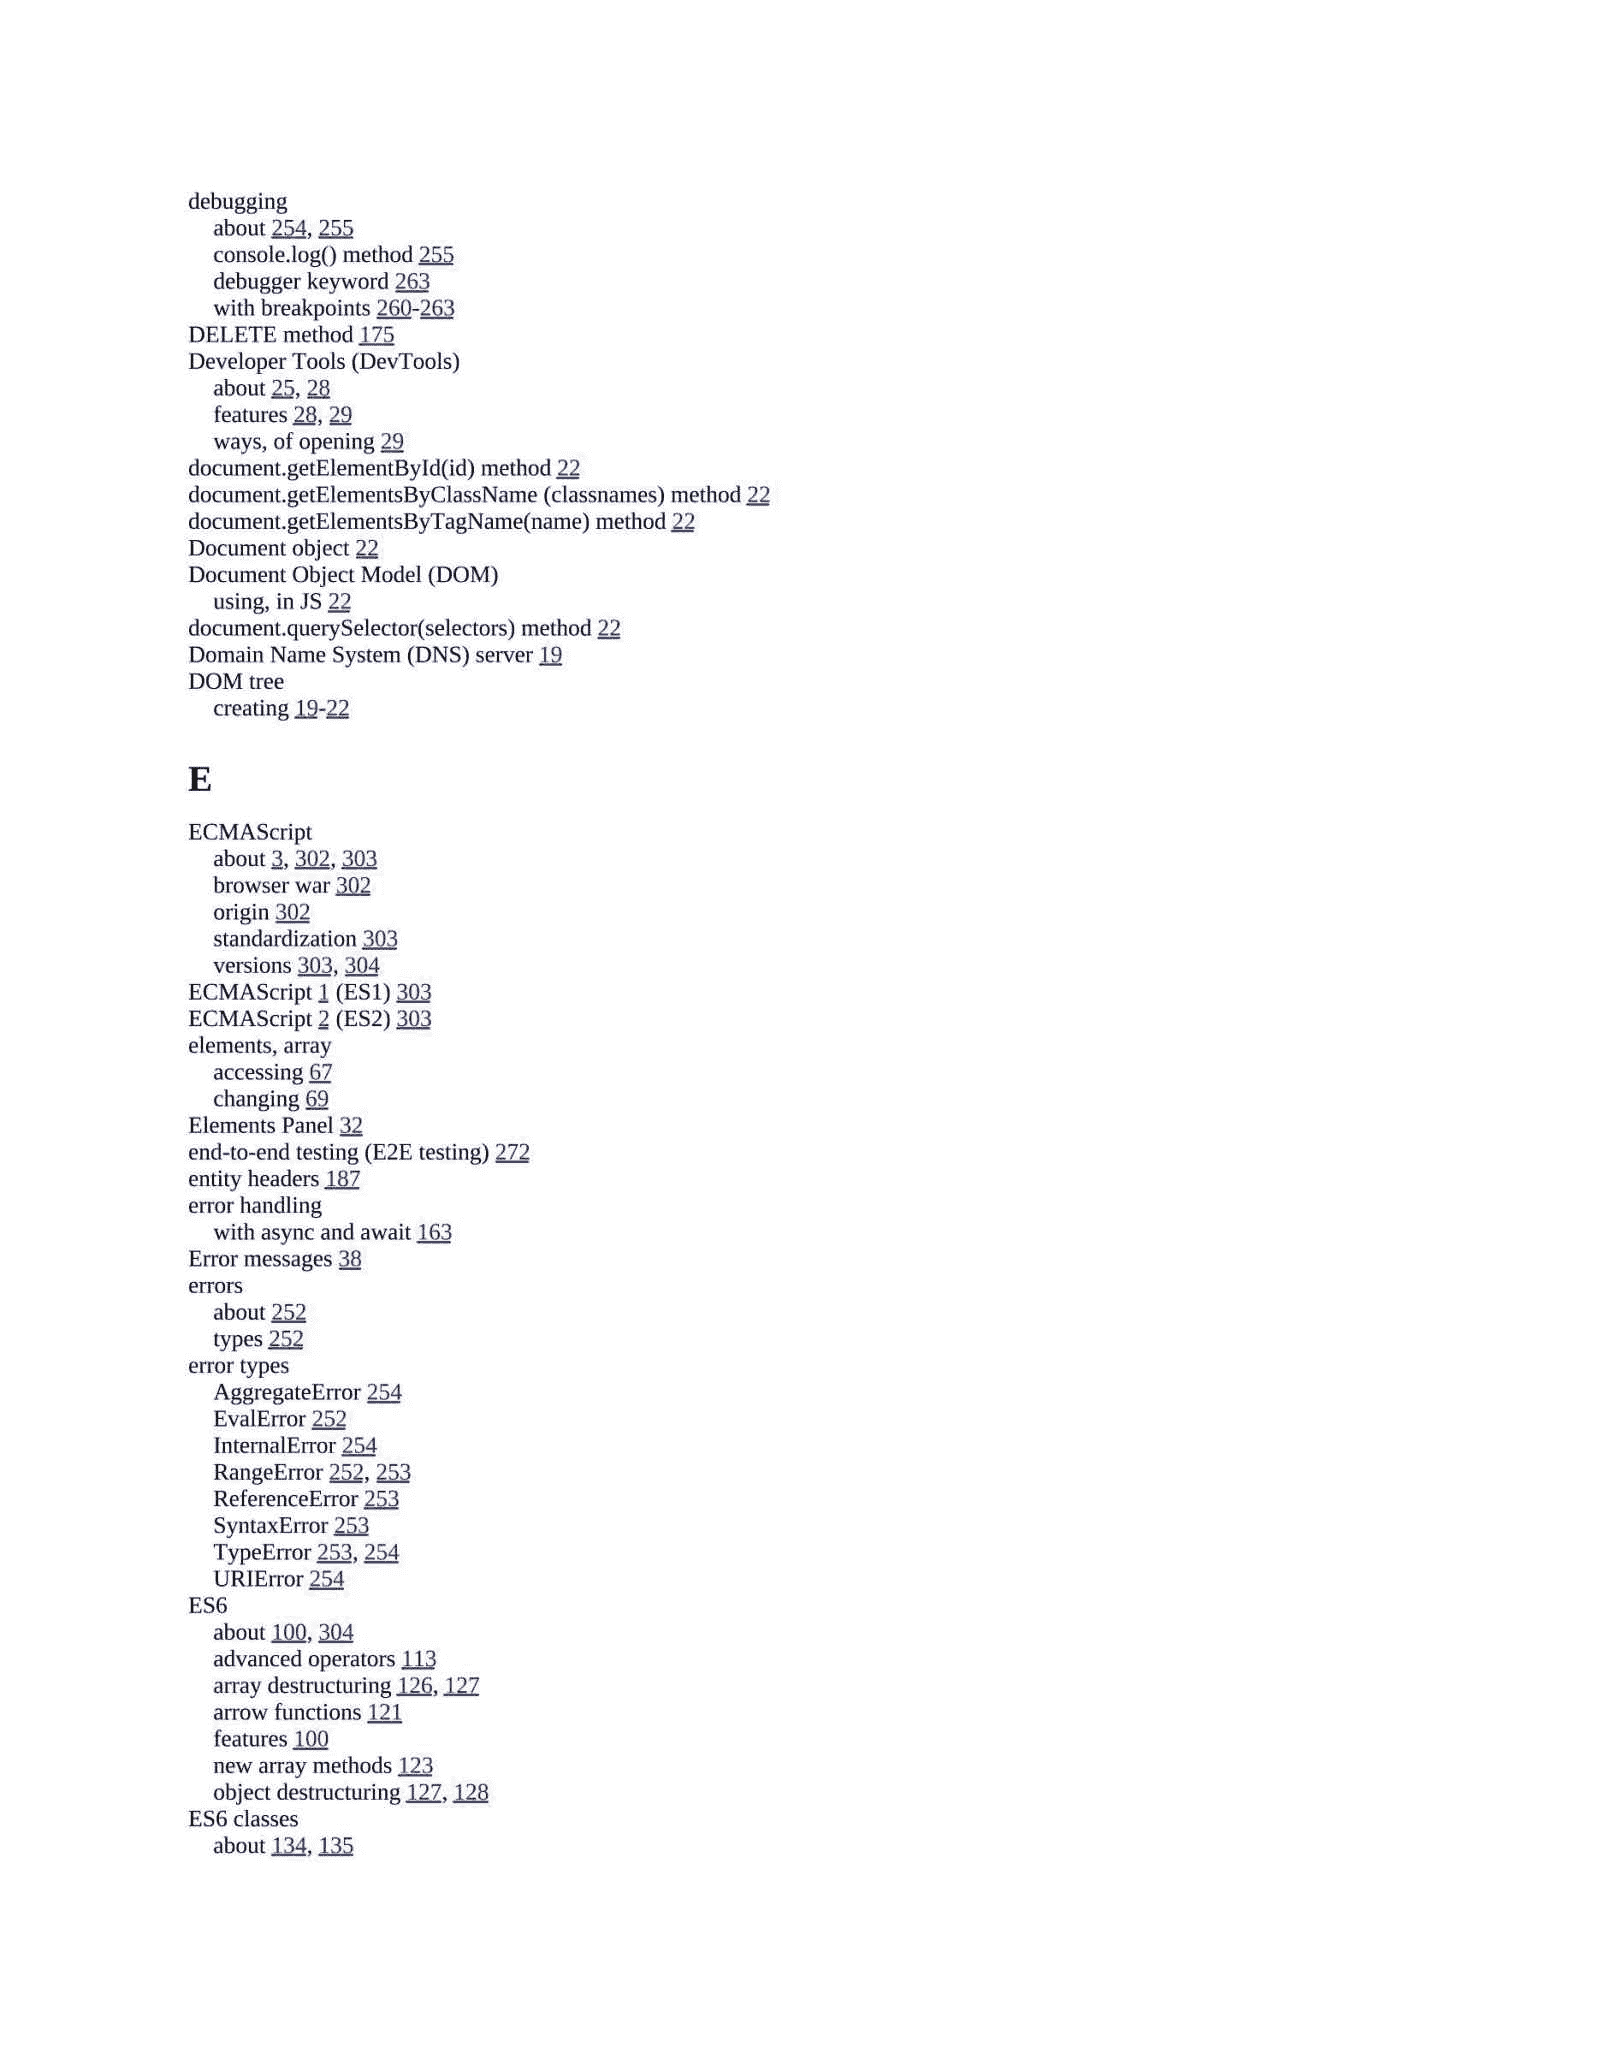 debugging
about 254, 255
console.log() method 255
debugger keyword 263
with breakpoints 260-263
DELETE method 175
Developer Tools (DevTools)
about 25, 28
features 28, 29
ways, of opening 29
document.getElementById(id) method 22
document.getElementsByClassName (classnames) method 22
document.getElementsByTagName(name) method 22
Document object 22
Document Object Model (DOM)
using, in JS 22
document.querySelector(selectors) method 22
Domain Name System (DNS) server 19
DOM tree
creating 19-22
E
ECMAScript
about 3, 302, 303
browser war 302
origin 302
standardization 303
versions 303, 304
ECMAScript 1 (ES1) 303
ECMAScript 2 (ES2) 303
elements, array
accessing 67
changing 69
Elements Panel 32
end-to-end testing (E2E testing) 272
entity headers 187
error handling
with async and await 163
Error messages 38
errors
about 252
types 252
error types
AggregateError 254
EvalError 252
InternalError 254
RangeError 252, 253
ReferenceError 253
SyntaxError 253
TypeError 253, 254
URIError 254
ES6
about 100, 304
advanced operators 113
array destructuring 126, 127
arrow functions 121
features 100
new array methods 123
object destructuring 127, 128
ES6 classes
about 134, 135